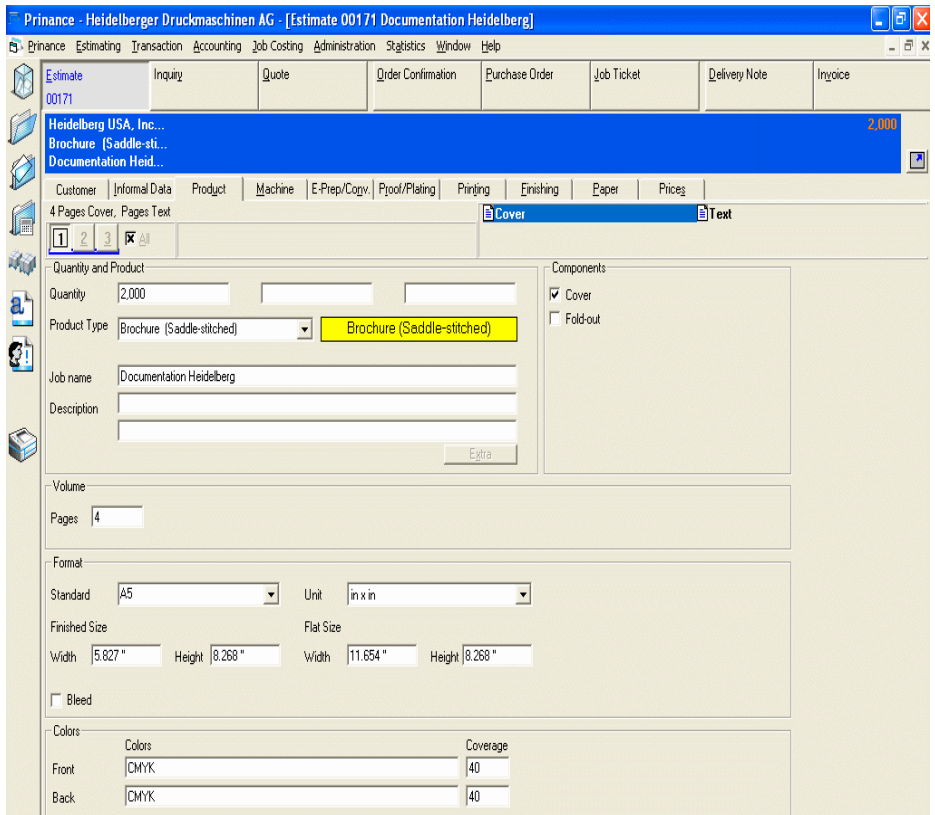 Prinance - Heidelberger Druckmaschinen AG - [Estimate 00171 Documentation Heidelberg]
Prinance Estimating Transaction Accounting Job Costing Administration Statistics Window Help
Estimate Inquiry Quote Order Confirmation Purchase Order Job Ticket Delivery Note Invoice
00171
Heidelberg USA, Inc... 2,000
Brochure (Saddle-sti...
Documentation Heid...
Customer Informal Data Product Machine E-Prep/Conv. Proof/Plating Printing Finishing Paper Prices
4 Pages Cover, Pages Text Cover Text
1 2 3 All
Quantity and Product Components
Quantity 2,000 Cover
Product Type Brochure (Saddle-stitched) Brochure (Saddle-stitched) Fold-out
Job name Documentation Heidelberg
Description
Extra
Volume
Pages 4
Format
Standard A5 Unit in x in
Finished Size Flat Size
Width 5.827 " Height 8.268 " Width 11.654 " Height 8.268 "
Bleed
Colors
Colors Coverage
Front CMYK 40
Back CMYK 40